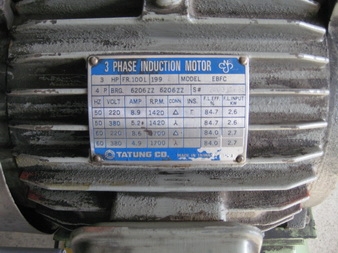 3 PHASE INDUCTION MOTOR
3 HP FR.100L 199 MODEL EBFC
4 P BRG. 6206ZZ 6206ZZ S#
HZ VOLT AMP R.P.M. CONN. INS. F.L.EFF % F.L.INPUT KW
50 220 8.9 1420 84.7 2.6
50 380 5.2 1420 84.7 2.6
60 220 8.4 1700 84.0 2.7
60 380 4.9 1700 84.0 2.7
TATUNG CO.